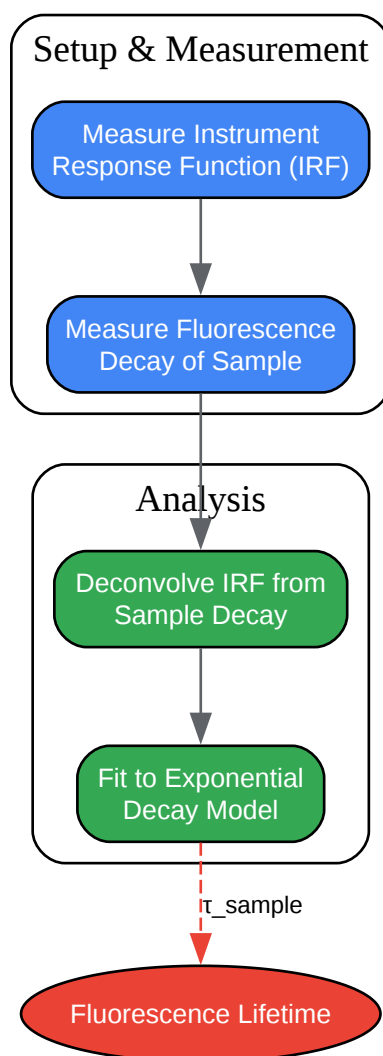 Setup & Measurement
Measure Instrument
Response Function (IRF)
Measure Fluorescence
Decay of Sample
Analysis
Deconvolve IRF from
Sample Decay
Fit to Exponential
Decay Model
τ_sample
Fluorescence Lifetime